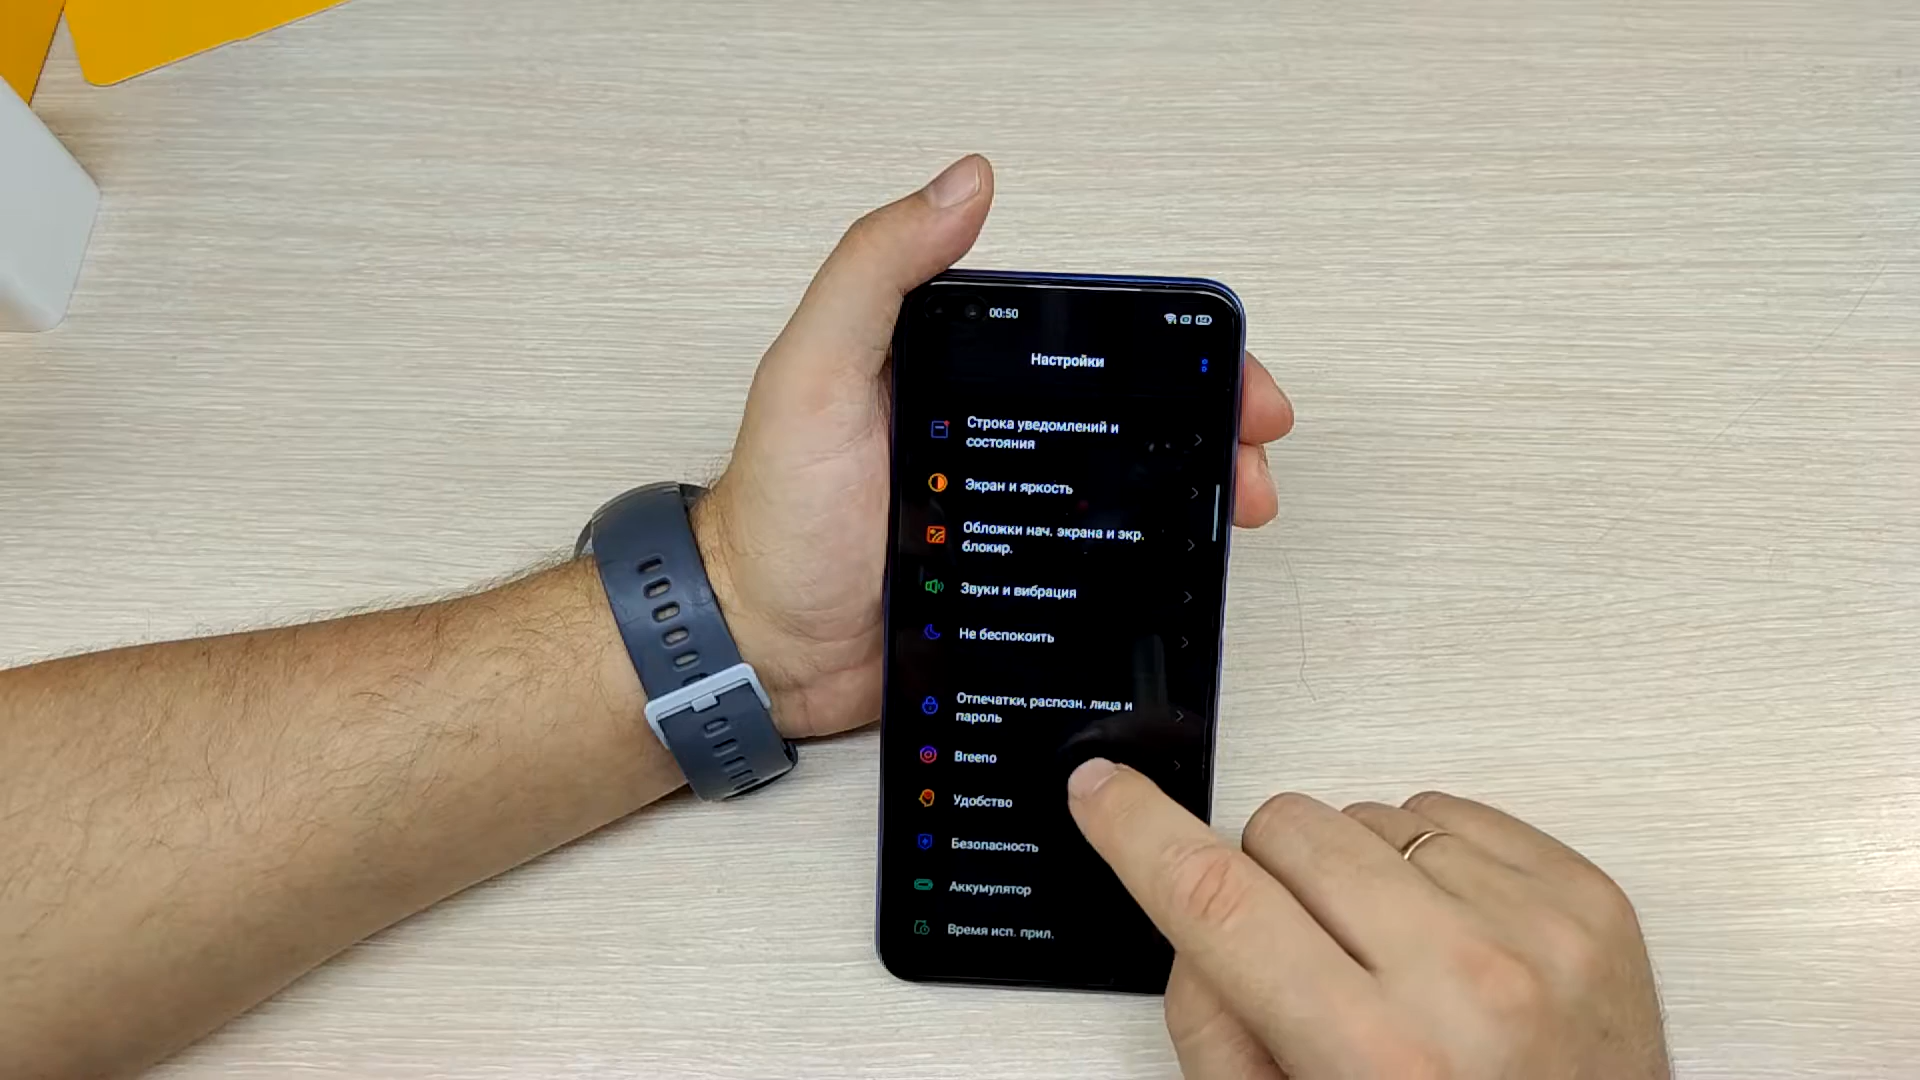 00:50
Настройки
Строка уведомлений и
состояния
Экран и яркость
Обложки нач. экрана и экр.
блокир.
Звуки и вибрация
Не беспокоить
Отпечатки, распозн. лица и
пароль
Breeno
Удобство
Безопасность
Аккумулятор
Время исп. прил.